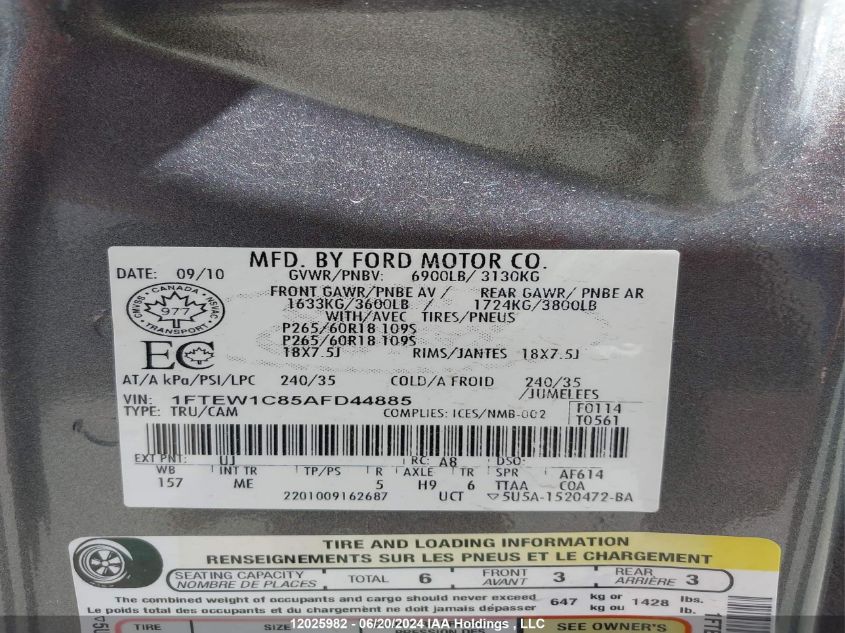 MFD. BY FORD MOTOR CO.
DATE: 09/10 GVWR/PNBV: 6900LB/ 3130KG
FRONT GAWR/PNBE AV / REAR GAWR/ PNBE AR
1633KG/3600LB / 1724KG/3800LB
WITH/AVEC TIRES/PNEUS
P265/60R18 109S
P265/60R18 109S
18X7.5J RIMS/JANTES 18X7.5J
CANADA
977
TRANSPORT
EC
AT/A kPa/PSI/LPC 240/35 COLD/A FROID 240/35
/JUMELEES
VIN: 1FTEW1C85AFD44885
TYPE: TRU/CAM COMPLIES: ICES/NMB-002 F0114
T0561
EXT PNT: UJ RC: A8 DSO:
WB INT TR TP/PS R AXLE TR SPR AF614
157 ME 5 H9 6 TTAA COA
2201009162687 UCT ▽5U5A-1520472-BA
TIRE AND LOADING INFORMATION
RENSEIGNEMENTS SUR LES PNEUS ET LE CHARGEMENT
SEATING CAPACITY
NOMBRE DE PLACES TOTAL 6 FRONT
AVANT 3 REAR
ARRIÈRE 3
The combined weight of occupants and cargo should never exceed 647 kg or 1428 lbs.
Le poids total des occupants et du chargement ne doit jamais dépasser kg ou lb.
TIRE SIZE SEE OWNER'S
12025982 - 06/20/2024 IAA Holdings, LLC